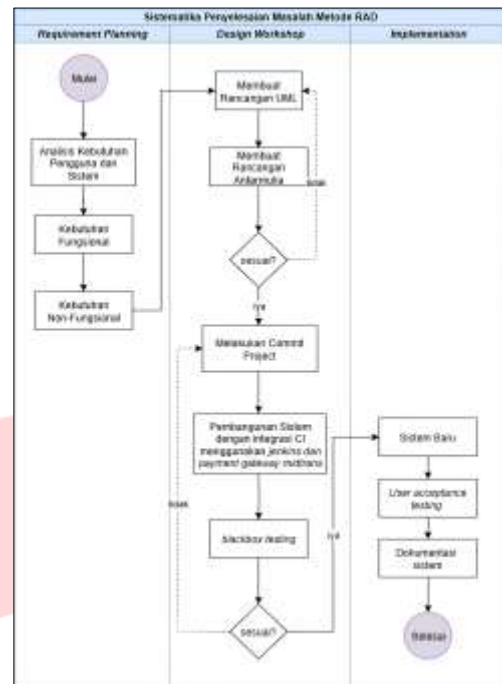 Sistematika Penyelesaian Masalah Metode RAD
Requirement Planning
Design Workshop
Implementation
Mulai
Analisis Kebutuhan
Pengguna dan
Sistem
Kebutuhan
Fungsional
Kebutuhan
Non-Fungsional
Membuat
Rancangan UML
Membuat
Rancangan
Antarmuka
tidak
sesuai?
iya
Melakukan Commit
Project
Pembangunan Sistem
dengan integrasi CI
menggunakan jenkins dan
payment gateway midtrans
tidak
blackbox testing
sesuai?
iya
Sistem Baru
User acceptance
testing
Dokumentasi
sistem
Selesai